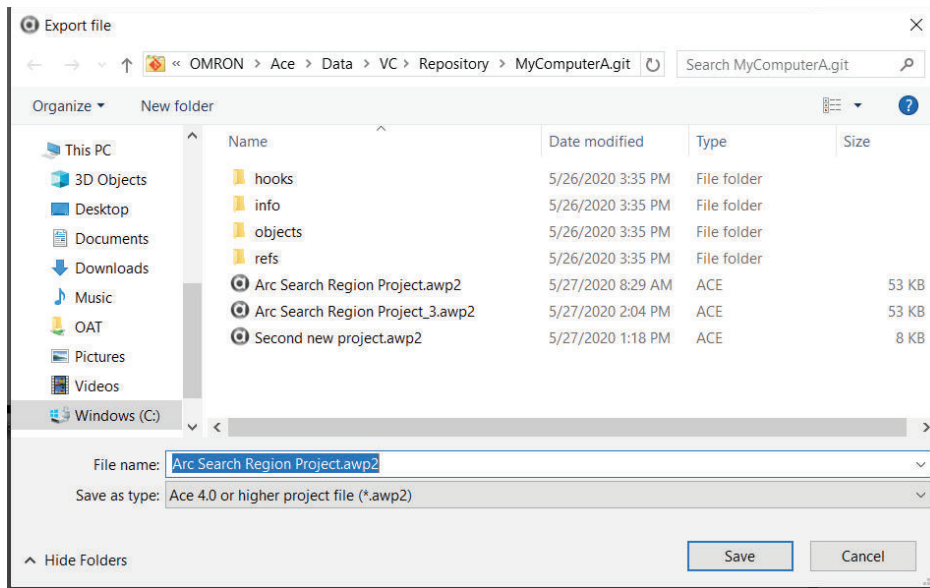 Export file
« OMRON > Ace > Data > VC > Repository > MyComputerA.git Search MyComputerA.git
Organize New folder
This PC
3D Objects
Desktop
Documents
Downloads
Music
OAT
Pictures
Videos
Windows (C:)
Name Date modified Type Size
hooks 5/26/2020 3:35 PM File folder
info 5/26/2020 3:35 PM File folder
objects 5/26/2020 3:35 PM File folder
refs 5/26/2020 3:35 PM File folder
Arc Search Region Project.awp2 5/27/2020 8:29 AM ACE 53 KB
Arc Search Region Project_3.awp2 5/27/2020 2:04 PM ACE 53 KB
Second new project.awp2 5/27/2020 1:18 PM ACE 8 KB
File name: Arc Search Region Project.awp2
Save as type: Ace 4.0 or higher project file (*.awp2)
Hide Folders Save Cancel